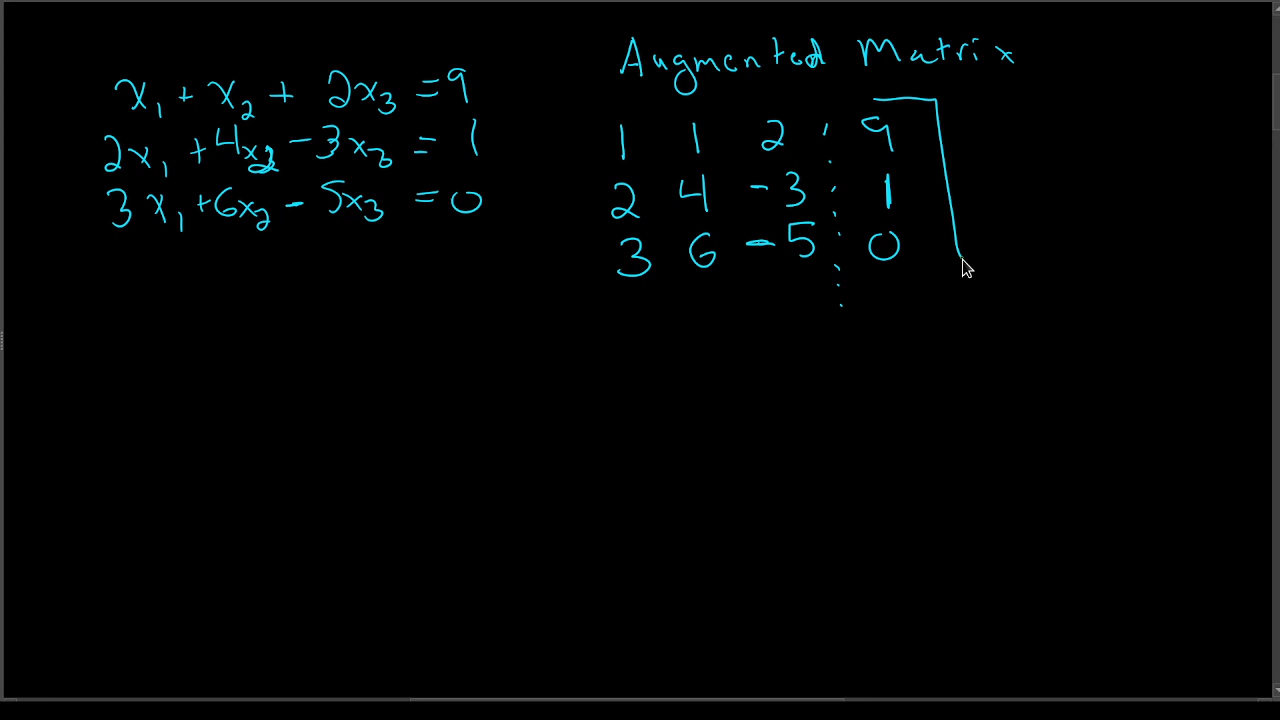 x₁ + x₂ + 2x₃ = 9
2x₁ + 4x₂ - 3x₃ = 1
3x₁ + 6x₂ - 5x₃ = 0
Augmented Matrix
1 1 2 ⋮ 9
2 4 -3 ⋮ 1
3 6 -5 ⋮ 0